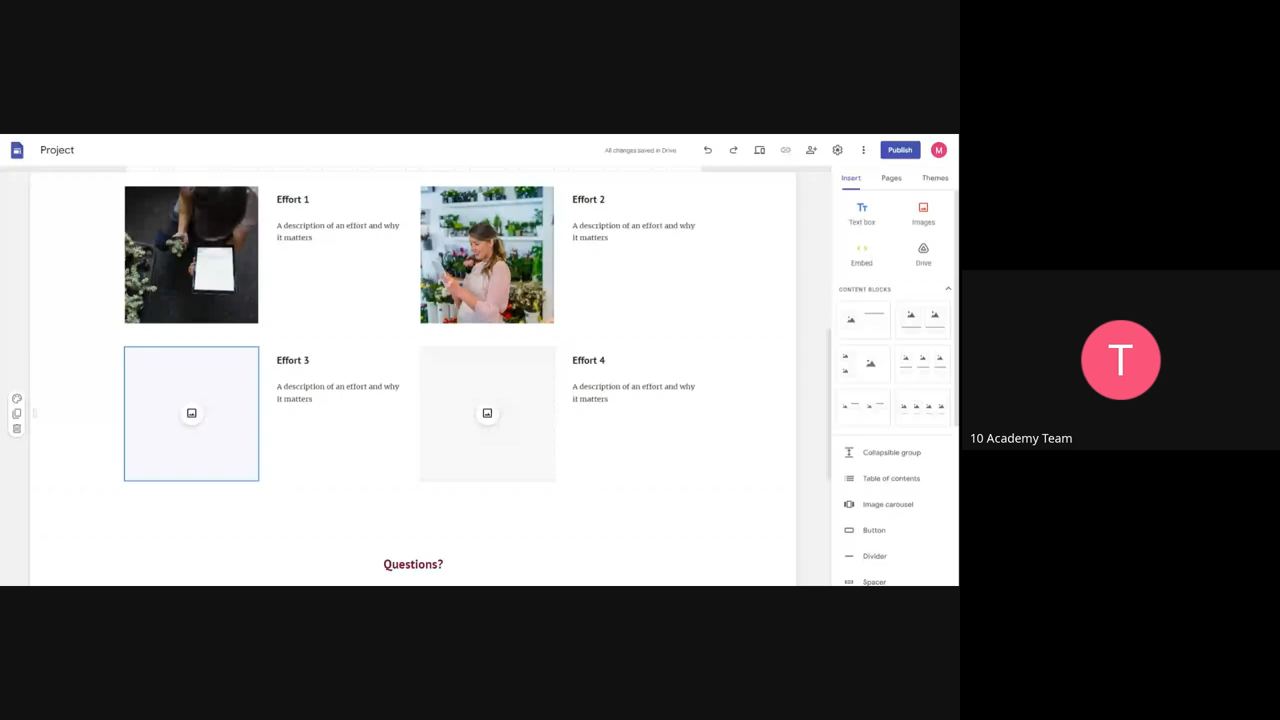 Project
All changes saved in Drive
Publish
M
Insert
Pages
Themes
Effort 1
A description of an effort and why
it matters
Effort 2
A description of an effort and why
it matters
Effort 3
A description of an effort and why
it matters
Effort 4
A description of an effort and why
it matters
Questions?
Tт
Text box
Images
Embed
Drive
CONTENT BLOCKS
Collapsible group
Table of contents
Image carousel
Button
Divider
Spacer
T
10 Academy Team